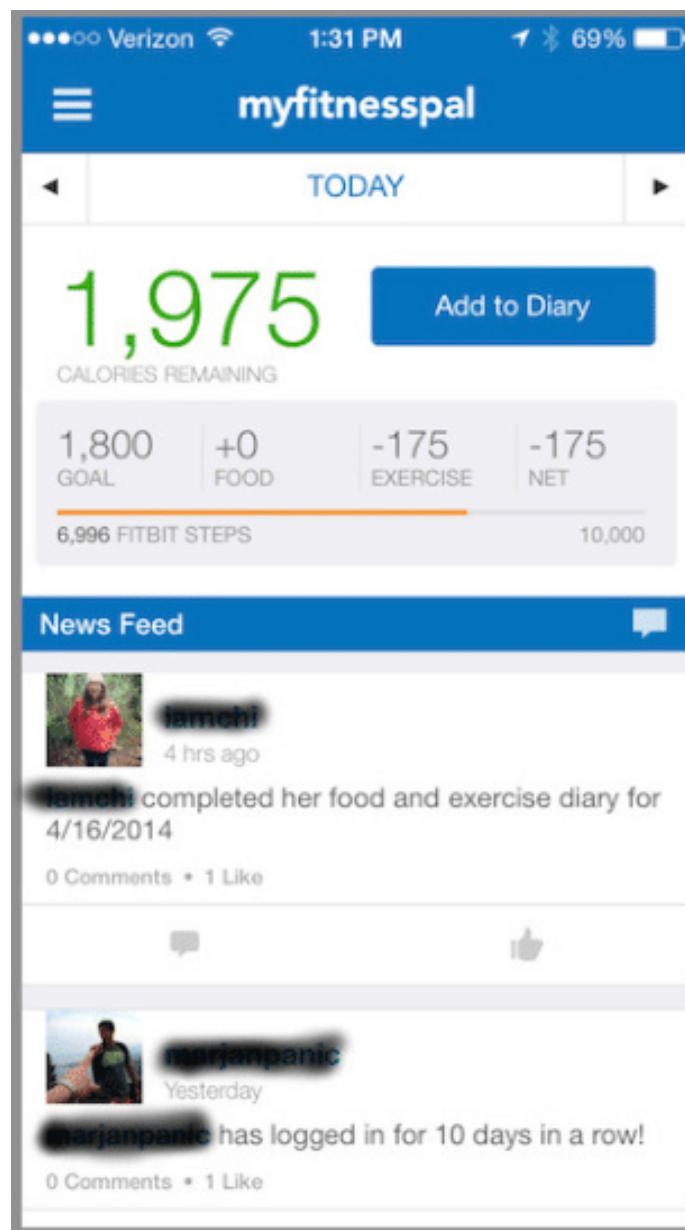 Verizon 1:31 PM 69%
myfitnesspal
TODAY
1,975
Add to Diary
CALORIES REMAINING
1,800 +0 -175 -175
GOAL FOOD EXERCISE NET
6,996 FITBIT STEPS 10,000
News Feed
4 hrs ago
completed her food and exercise diary for
4/16/2014
0 Comments • 1 Like
Yesterday
has logged in for 10 days in a row!
0 Comments • 1 Like